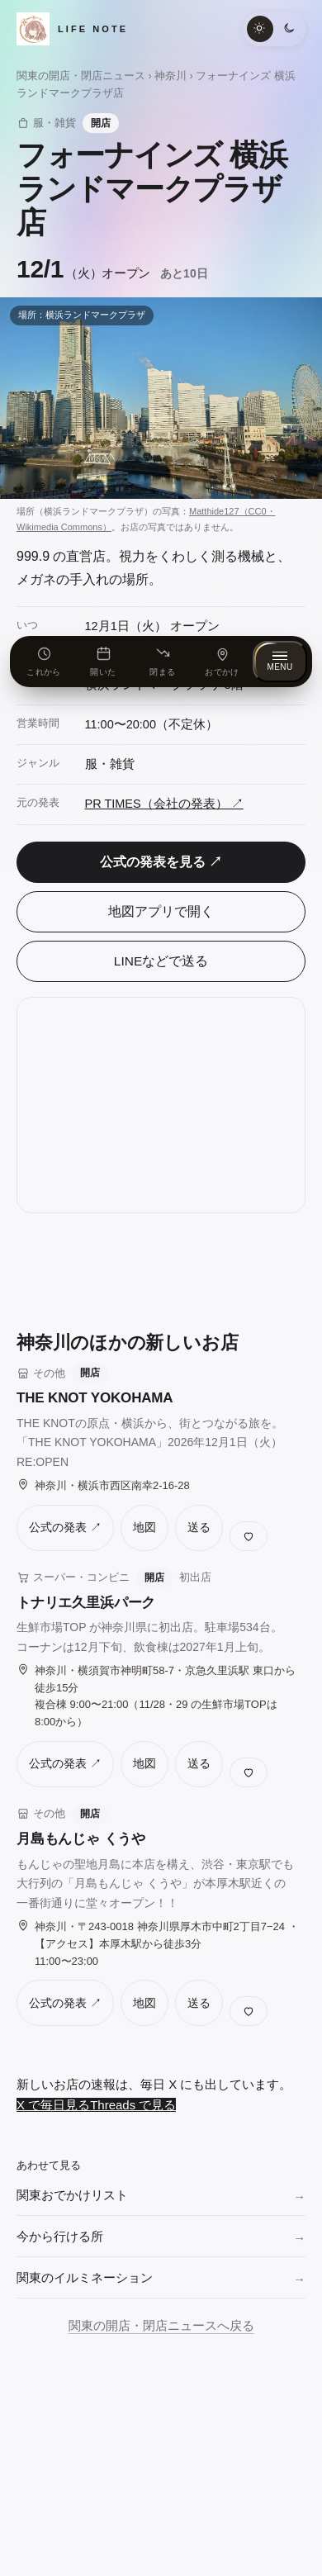 LIFE NOTE
関東の開店・閉店ニュース › 神奈川 › フォーナインズ 横浜
ランドマークプラザ店
服・雑貨 開店
フォーナインズ 横浜
ランドマークプラザ
店
12/1（火）オープン あと10日
場所：横浜ランドマークプラザ
場所（横浜ランドマークプラザ）の写真：Matthide127（CC0・
Wikimedia Commons）。お店の写真ではありません。
999.9 の直営店。視力をくわしく測る機械と、
メガネの手入れの場所。
いつ 12月1日（火） オープン
これから 開いた 閉まる おでかけ MENU
営業時間 11:00〜20:00（不定休）
ジャンル 服・雑貨
元の発表 PR TIMES（会社の発表） ↗
公式の発表を見る ↗
地図アプリで開く
LINEなどで送る
神奈川のほかの新しいお店
その他 開店
THE KNOT YOKOHAMA
THE KNOTの原点・横浜から、街とつながる旅を。
「THE KNOT YOKOHAMA」2026年12月1日（火）
RE:OPEN
神奈川・横浜市西区南幸2-16-28
公式の発表 ↗ 地図 送る
スーパー・コンビニ 開店 初出店
トナリエ久里浜パーク
生鮮市場TOP が神奈川県に初出店。駐車場534台。
コーナンは12月下旬、飲食棟は2027年1月上旬。
神奈川・横須賀市神明町58-7・京急久里浜駅 東口から
徒歩15分
複合棟 9:00〜21:00（11/28・29 の生鮮市場TOPは
8:00から）
公式の発表 ↗ 地図 送る
その他 開店
月島もんじゃ くうや
もんじゃの聖地月島に本店を構え、渋谷・東京駅でも
大行列の「月島もんじゃ くうや」が本厚木駅近くの
一番街通りに堂々オープン！！
神奈川・〒243-0018 神奈川県厚木市中町2丁目7−24 ・
【アクセス】本厚木駅から徒歩3分
11:00〜23:00
公式の発表 ↗ 地図 送る
新しいお店の速報は、毎日 X にも出しています。
X で毎日見るThreads で見る
あわせて見る
関東おでかけリスト →
今から行ける所 →
関東のイルミネーション →
関東の開店・閉店ニュースへ戻る